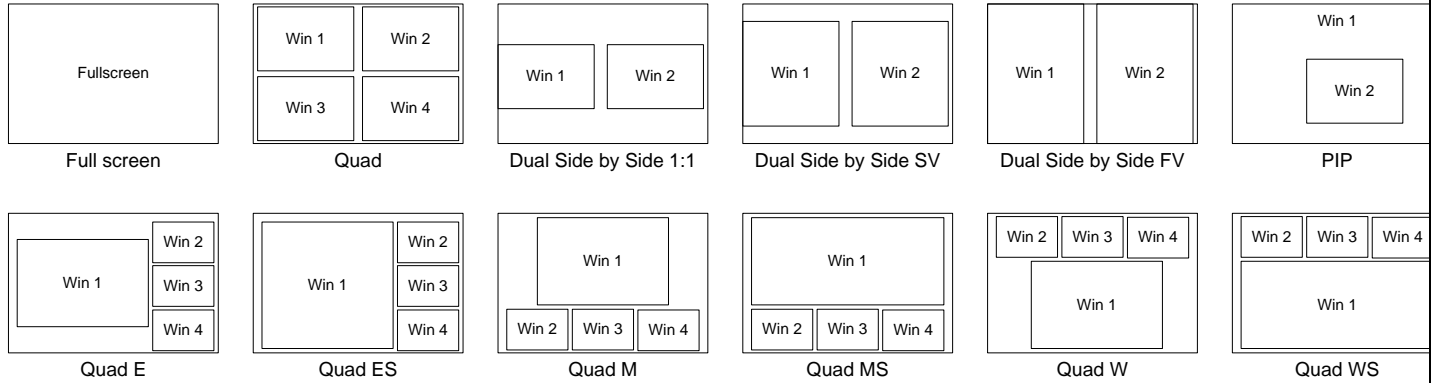 Fullscreen
Full screen
Win 1 Win 2
Win 3 Win 4
Quad
Win 1 Win 2
Dual Side by Side 1:1
Win 1 Win 2
Dual Side by Side SV
Win 1 Win 2
Dual Side by Side FV
Win 1
Win 2
PIP
Win 2
Win 1 Win 3
Win 4
Quad E
Win 2
Win 1 Win 3
Win 4
Quad ES
Win 1
Win 2 Win 3 Win 4
Quad M
Win 1
Win 2 Win 3 Win 4
Quad MS
Win 2 Win 3 Win 4
Win 1
Quad W
Win 2 Win 3 Win 4
Win 1
Quad WS